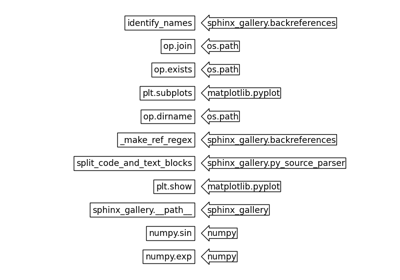 identify_names sphinx_gallery.backreferences
op.join os.path
op.exists os.path
plt.subplots matplotlib.pyplot
op.dirname os.path
_make_ref_regex sphinx_gallery.backreferences
split_code_and_text_blocks sphinx_gallery.py_source_parser
plt.show matplotlib.pyplot
sphinx_gallery.__path__ sphinx_gallery
numpy.sin numpy
numpy.exp numpy